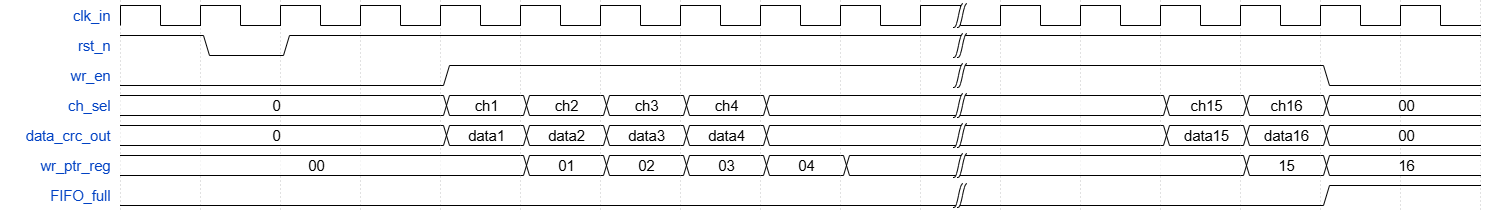 clk_in
rst_n
wr_en
ch_sel 0 ch1 ch2 ch3 ch4 ch15 ch16 00
data_crc_out 0 data1 data2 data3 data4 data15 data16 00
wr_ptr_reg 00 01 02 03 04 15 16
FIFO_full